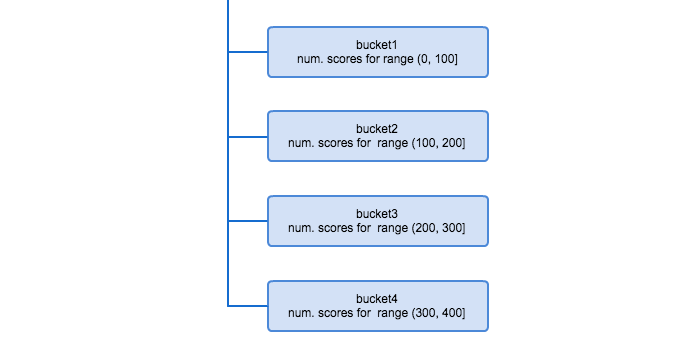 bucket1
num. scores for range (0, 100]
bucket2
num. scores for  range (100, 200]
bucket3
num. scores for  range (200, 300]
bucket4
num. scores for  range (300, 400]